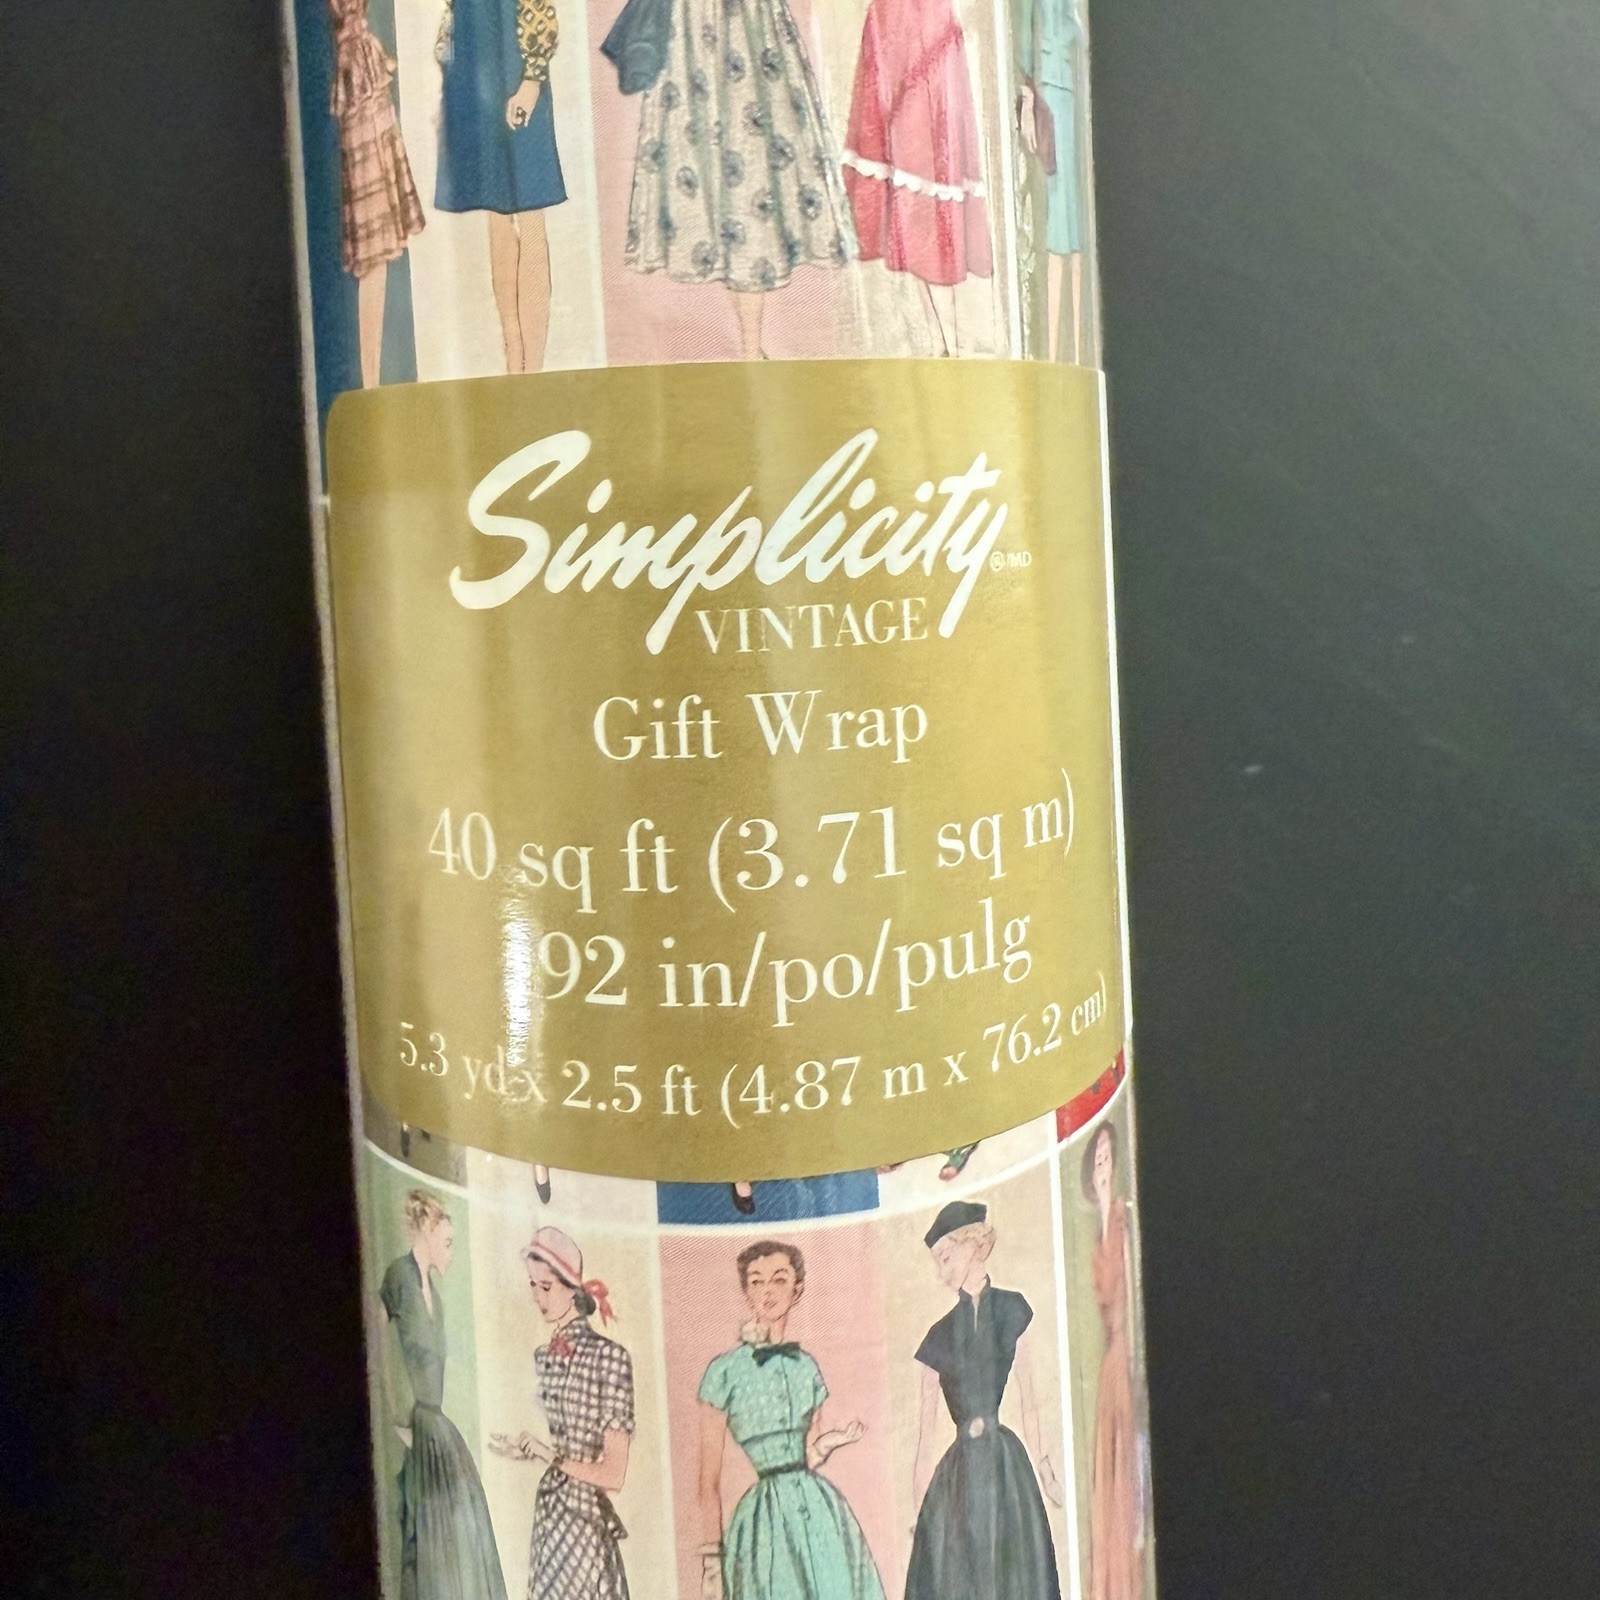 Simplicity ®/MD
VINTAGE
Gift Wrap
40 sq ft (3.71 sq m)
192 in/po/pulg
5.3 yd x 2.5 ft (4.87 m x 76.2 cm)